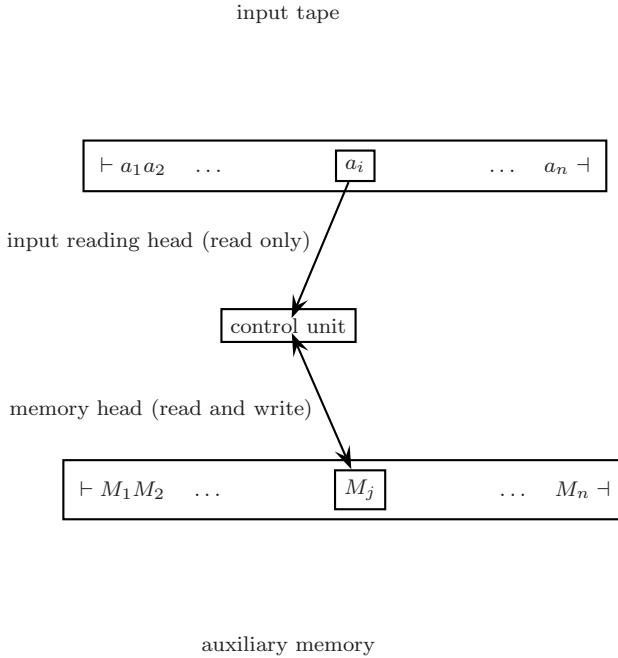 input tape
⊢ a₁a₂ … aᵢ … aₙ ⊣
input reading head (read only)
control unit
memory head (read and write)
⊢ M₁M₂ … Mⱼ … Mₙ ⊣
auxiliary memory